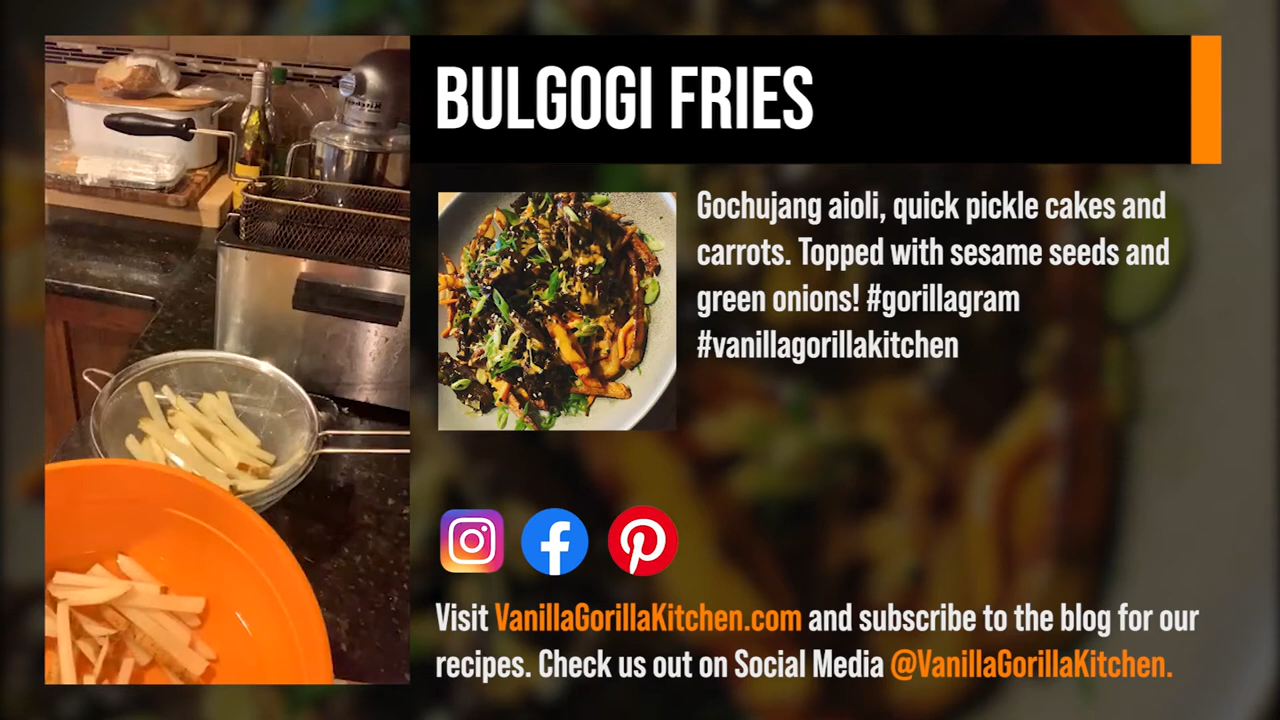 BULGOGI FRIES
Gochujang aioli, quick pickle cakes and
carrots. Topped with sesame seeds and
green onions! #gorillagram
#vanillagorillakitchen
Visit VanillaGorillaKitchen.com and subscribe to the blog for our
recipes. Check us out on Social Media @VanillaGorillaKitchen.